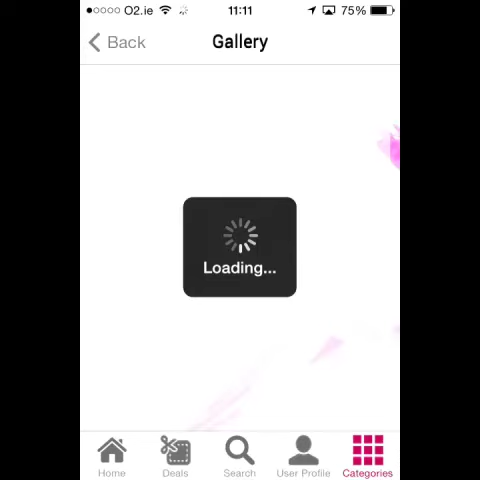 O2.ie 11:11 75%
Back Gallery
Loading...
Home Deals Search User Profile Categories